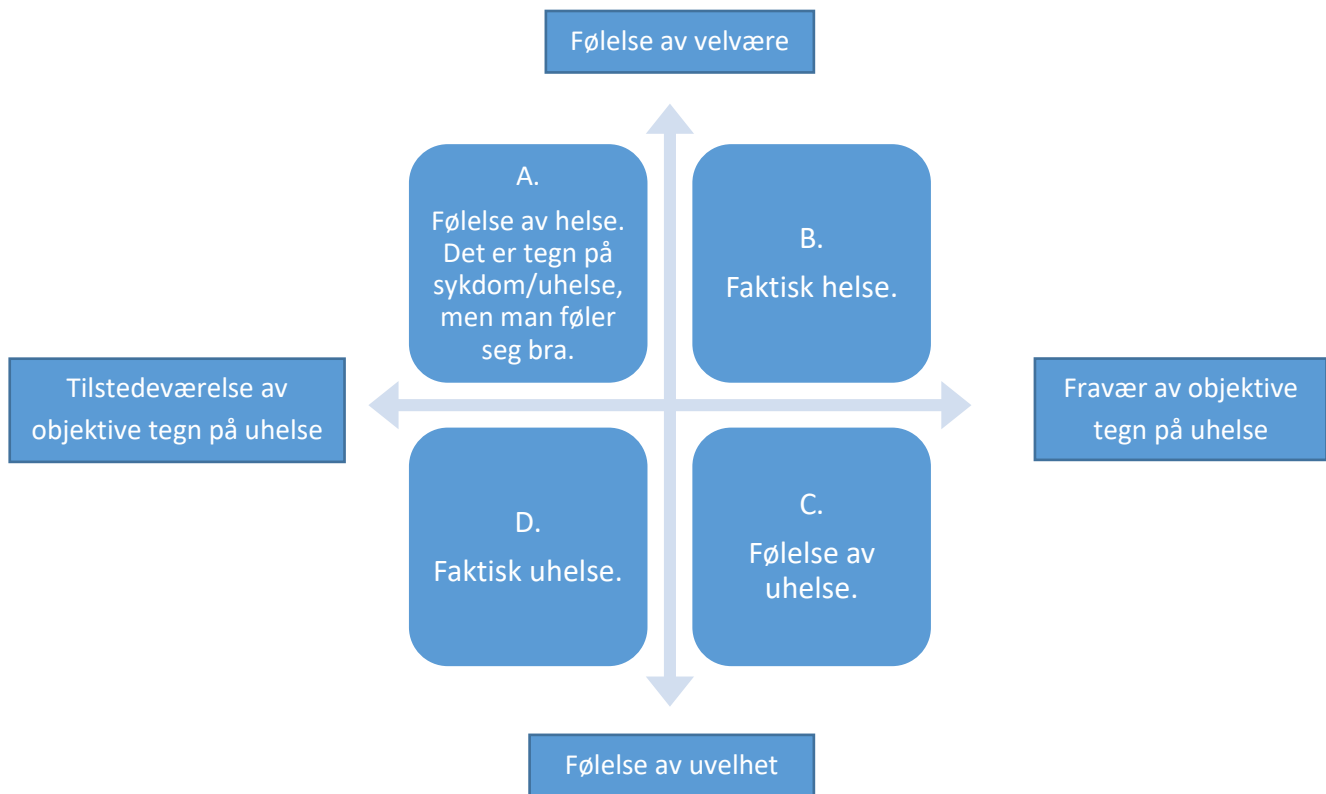 Følelse av velvære
A.
Følelse av helse.
Det er tegn på
sykdom/uhelse,
men man føler
seg bra.
B.
Faktisk helse.
Tilstedeværelse av
objektive tegn på uhelse
Fravær av objektive
tegn på uhelse
D.
Faktisk uhelse.
C.
Følelse av
uhelse.
Følelse av uvelhet